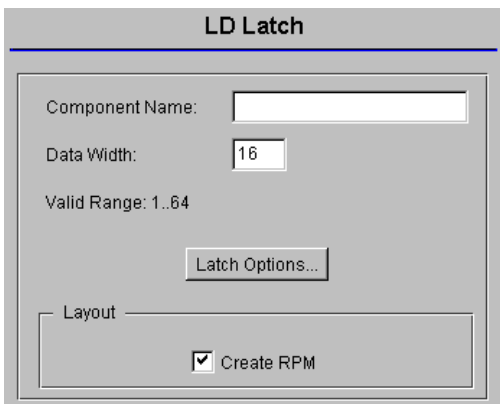 LD Latch
Component Name:
Data Width: 16
Valid Range: 1..64
Latch Options...
Layout
Create RPM